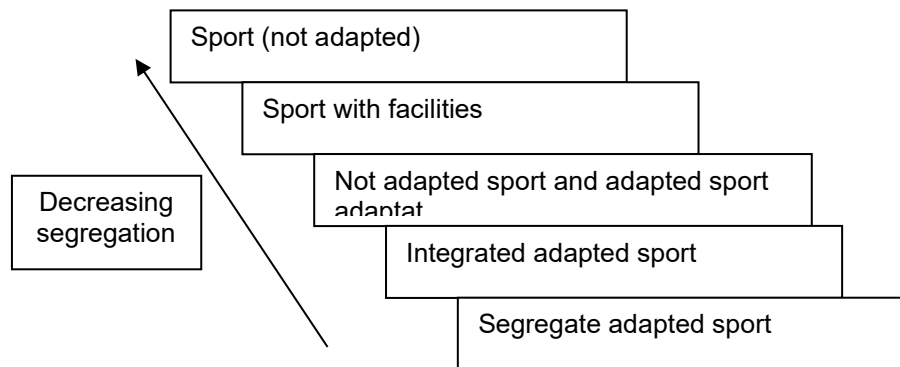 Sport (not adapted)
Sport with facilities
Not adapted sport and adapted sport
adaptat
Integrated adapted sport
Segregate adapted sport
Decreasing
segregation